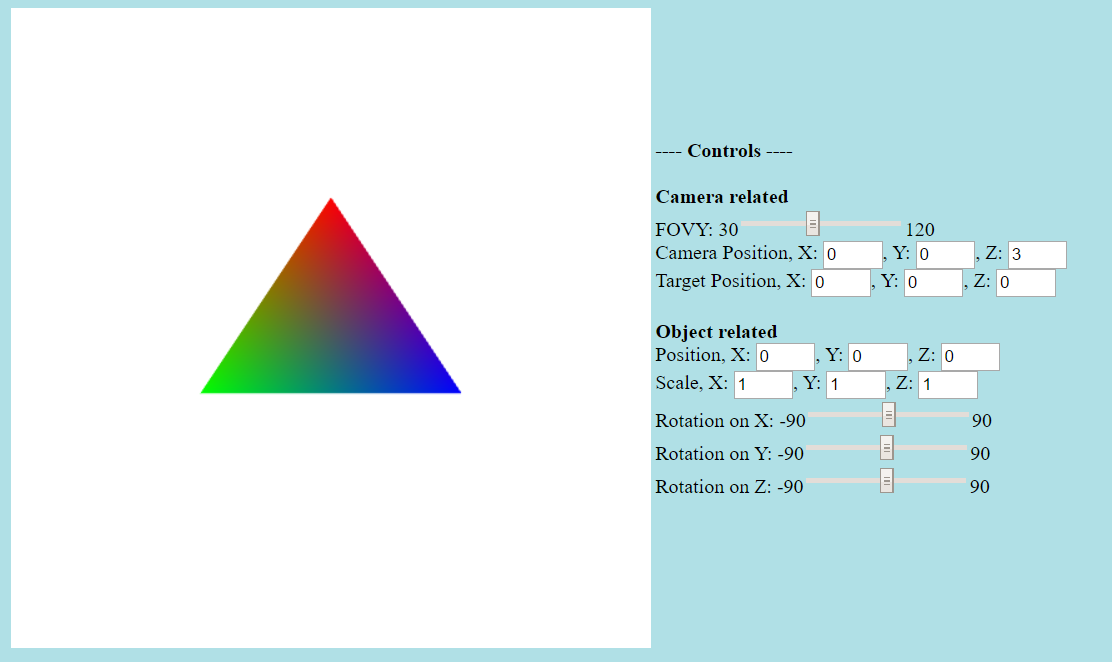 ---- Controls ----
Camera related
FOVY: 30 120
Camera Position, X: 0, Y: 0, Z: 3
Target Position, X: 0, Y: 0, Z: 0
Object related
Position, X: 0, Y: 0, Z: 0
Scale, X: 1, Y: 1, Z: 1
Rotation on X: -90 90
Rotation on Y: -90 90
Rotation on Z: -90 90